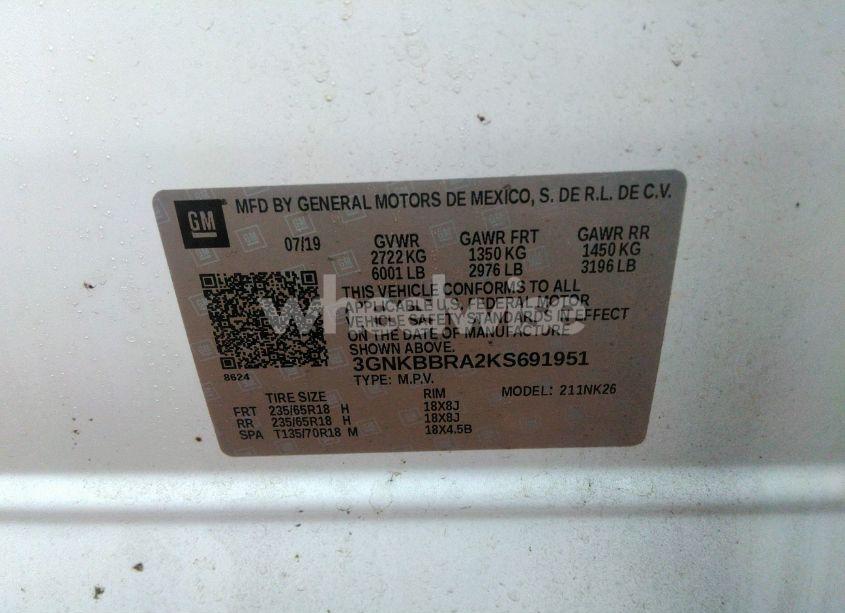 GM MFD BY GENERAL MOTORS DE MEXICO, S. DE R.L. DE C.V.
07/19 GVWR GAWR FRT GAWR RR
2722 KG 1350 KG 1450 KG
6001 LB 2976 LB 3196 LB
THIS VEHICLE CONFORMS TO ALL
APPLICABLE U.S. FEDERAL MOTOR
VEHICLE SAFETY STANDARDS IN EFFECT
ON THE DATE OF MANUFACTURE
SHOWN ABOVE.
8624 3GNKBBRA2KS691951
TYPE: M.P.V. MODEL: 211NK26
TIRE SIZE RIM
FRT 235/65R18 H 18X8J
RR 235/65R18 H 18X8J
SPA T135/70R18 M 18X4.5B